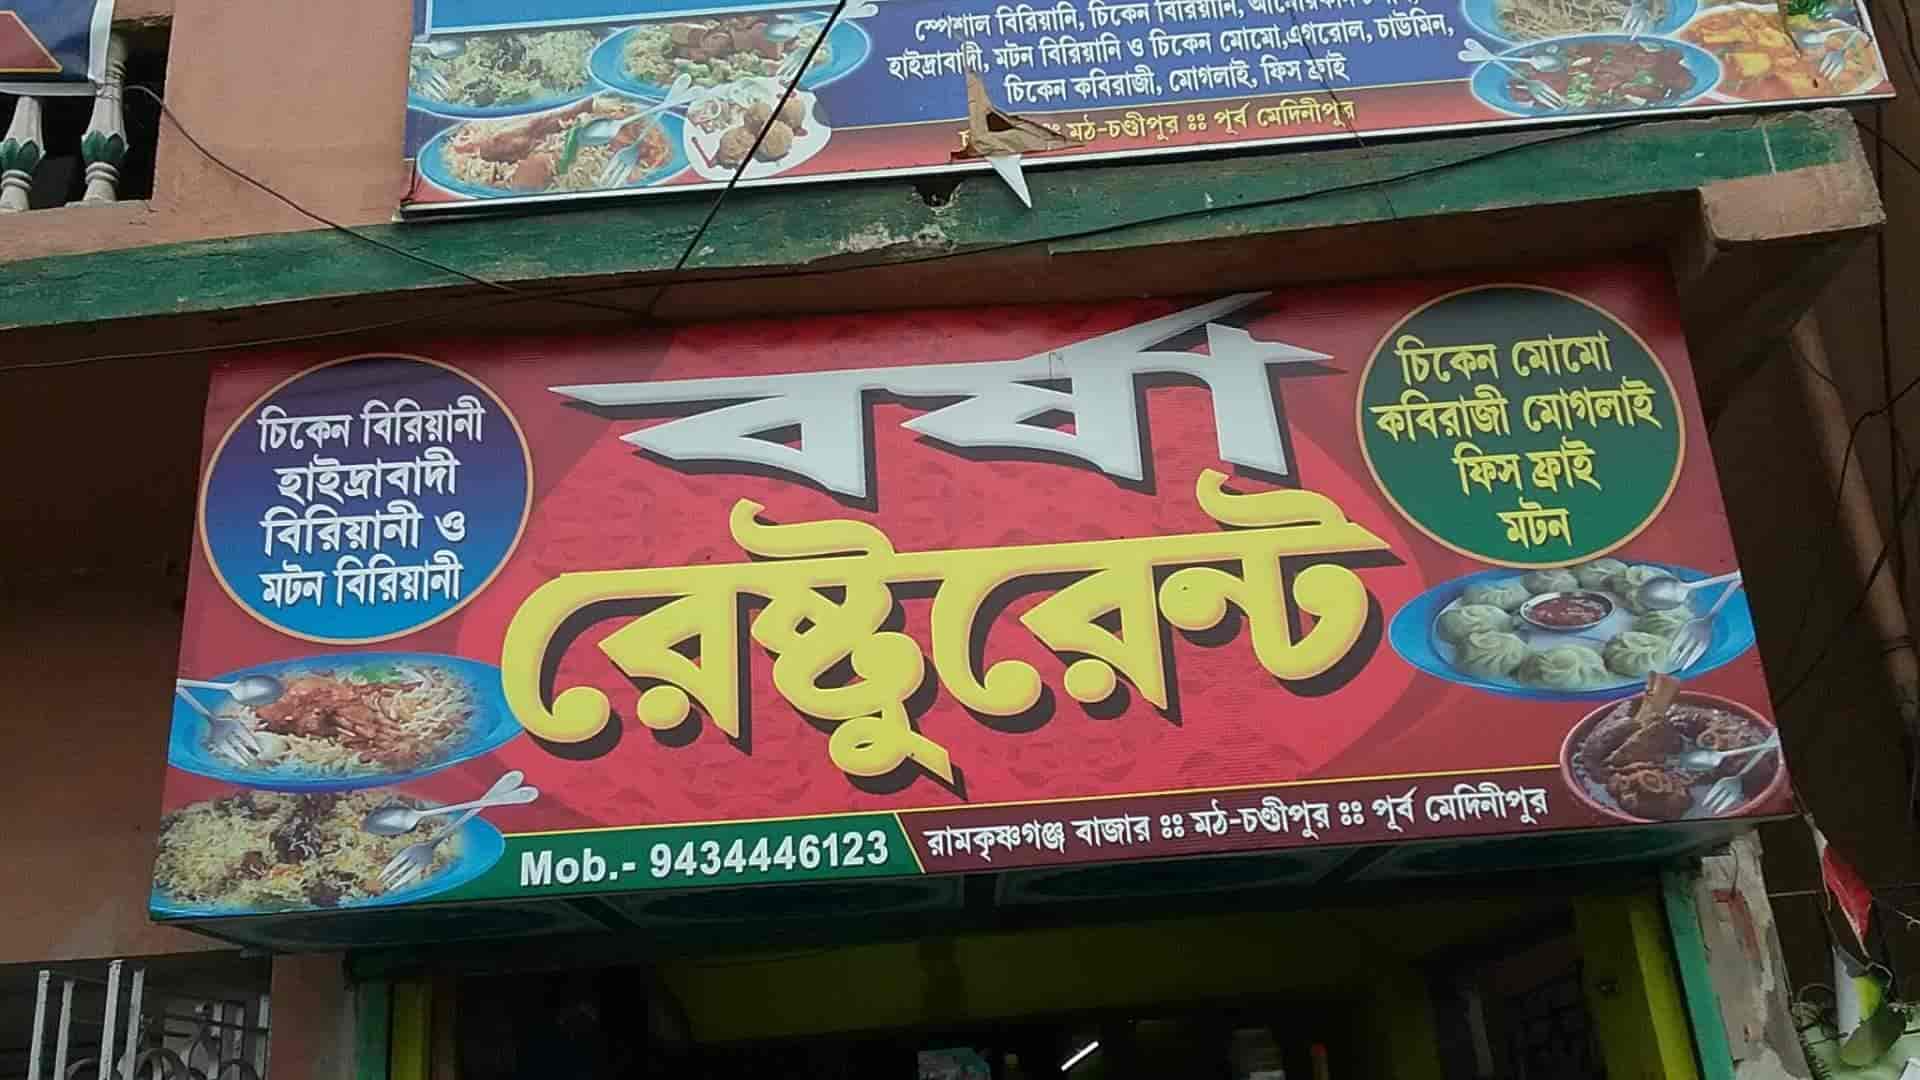 স্পেশাল বিরিয়ানি, চিকেন বিরিয়ানি,
হাইদ্রাবাদী, মটন বিরিয়ানি ও চিকেন মোমো,এগরোল, চাউমিন,
চিকেন কবিরাজী, মোগলাই, ফিস ফ্রাই
মঠ-চণ্ডীপুর ঃঃ পূর্ব মেদিনীপুর
চিকেন বিরিয়ানী
হাইদ্রাবাদী
বিরিয়ানী ও
মটন বিরিয়ানী
বর্ষা
রেষ্টুরেন্ট
চিকেন মোমো
কবিরাজী মোগলাই
ফিস ফ্রাই
মটন
Mob.- 9434446123
রামকৃষ্ণগঞ্জ বাজার ঃঃ মঠ-চণ্ডীপুর ঃঃ পূর্ব মেদিনীপুর